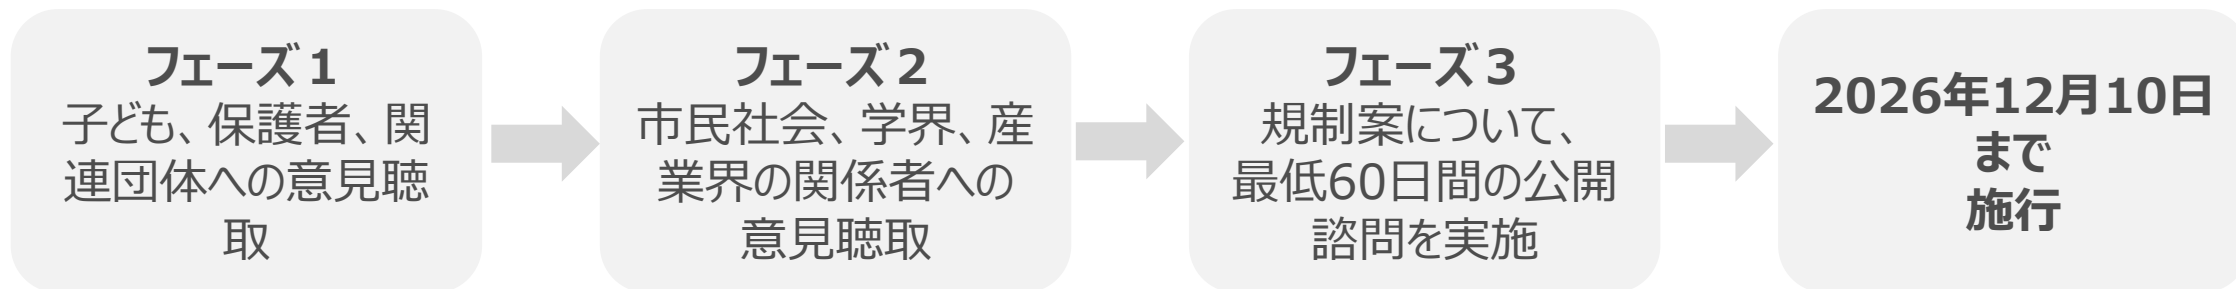 フェーズ1
子ども、保護者、関
連団体への意見聴
取
フェーズ2
市民社会、学界、産
業界の関係者への
意見聴取
フェーズ3
規制案について、
最低60日間の公開
諮問を実施
2026年12月10日
まで
施行